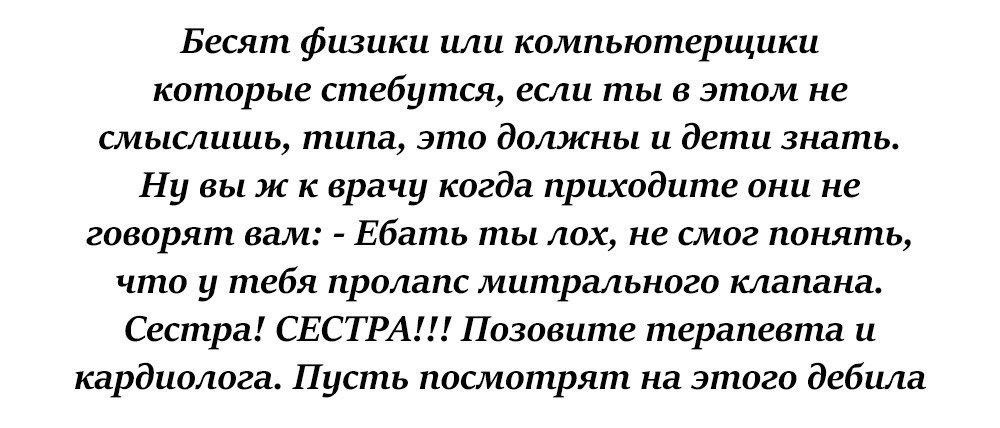 Бесят физики или компьютерщики
которые стебутся, если ты в этом не
смыслишь, типа, это должны и дети знать.
Ну вы ж к врачу когда приходите они не
говорят вам: - Ебать ты лох, не смог понять,
что у тебя пролапс митрального клапана.
Сестра! СЕСТРА!!! Позовите терапевта и
кардиолога. Пусть посмотрят на этого дебила